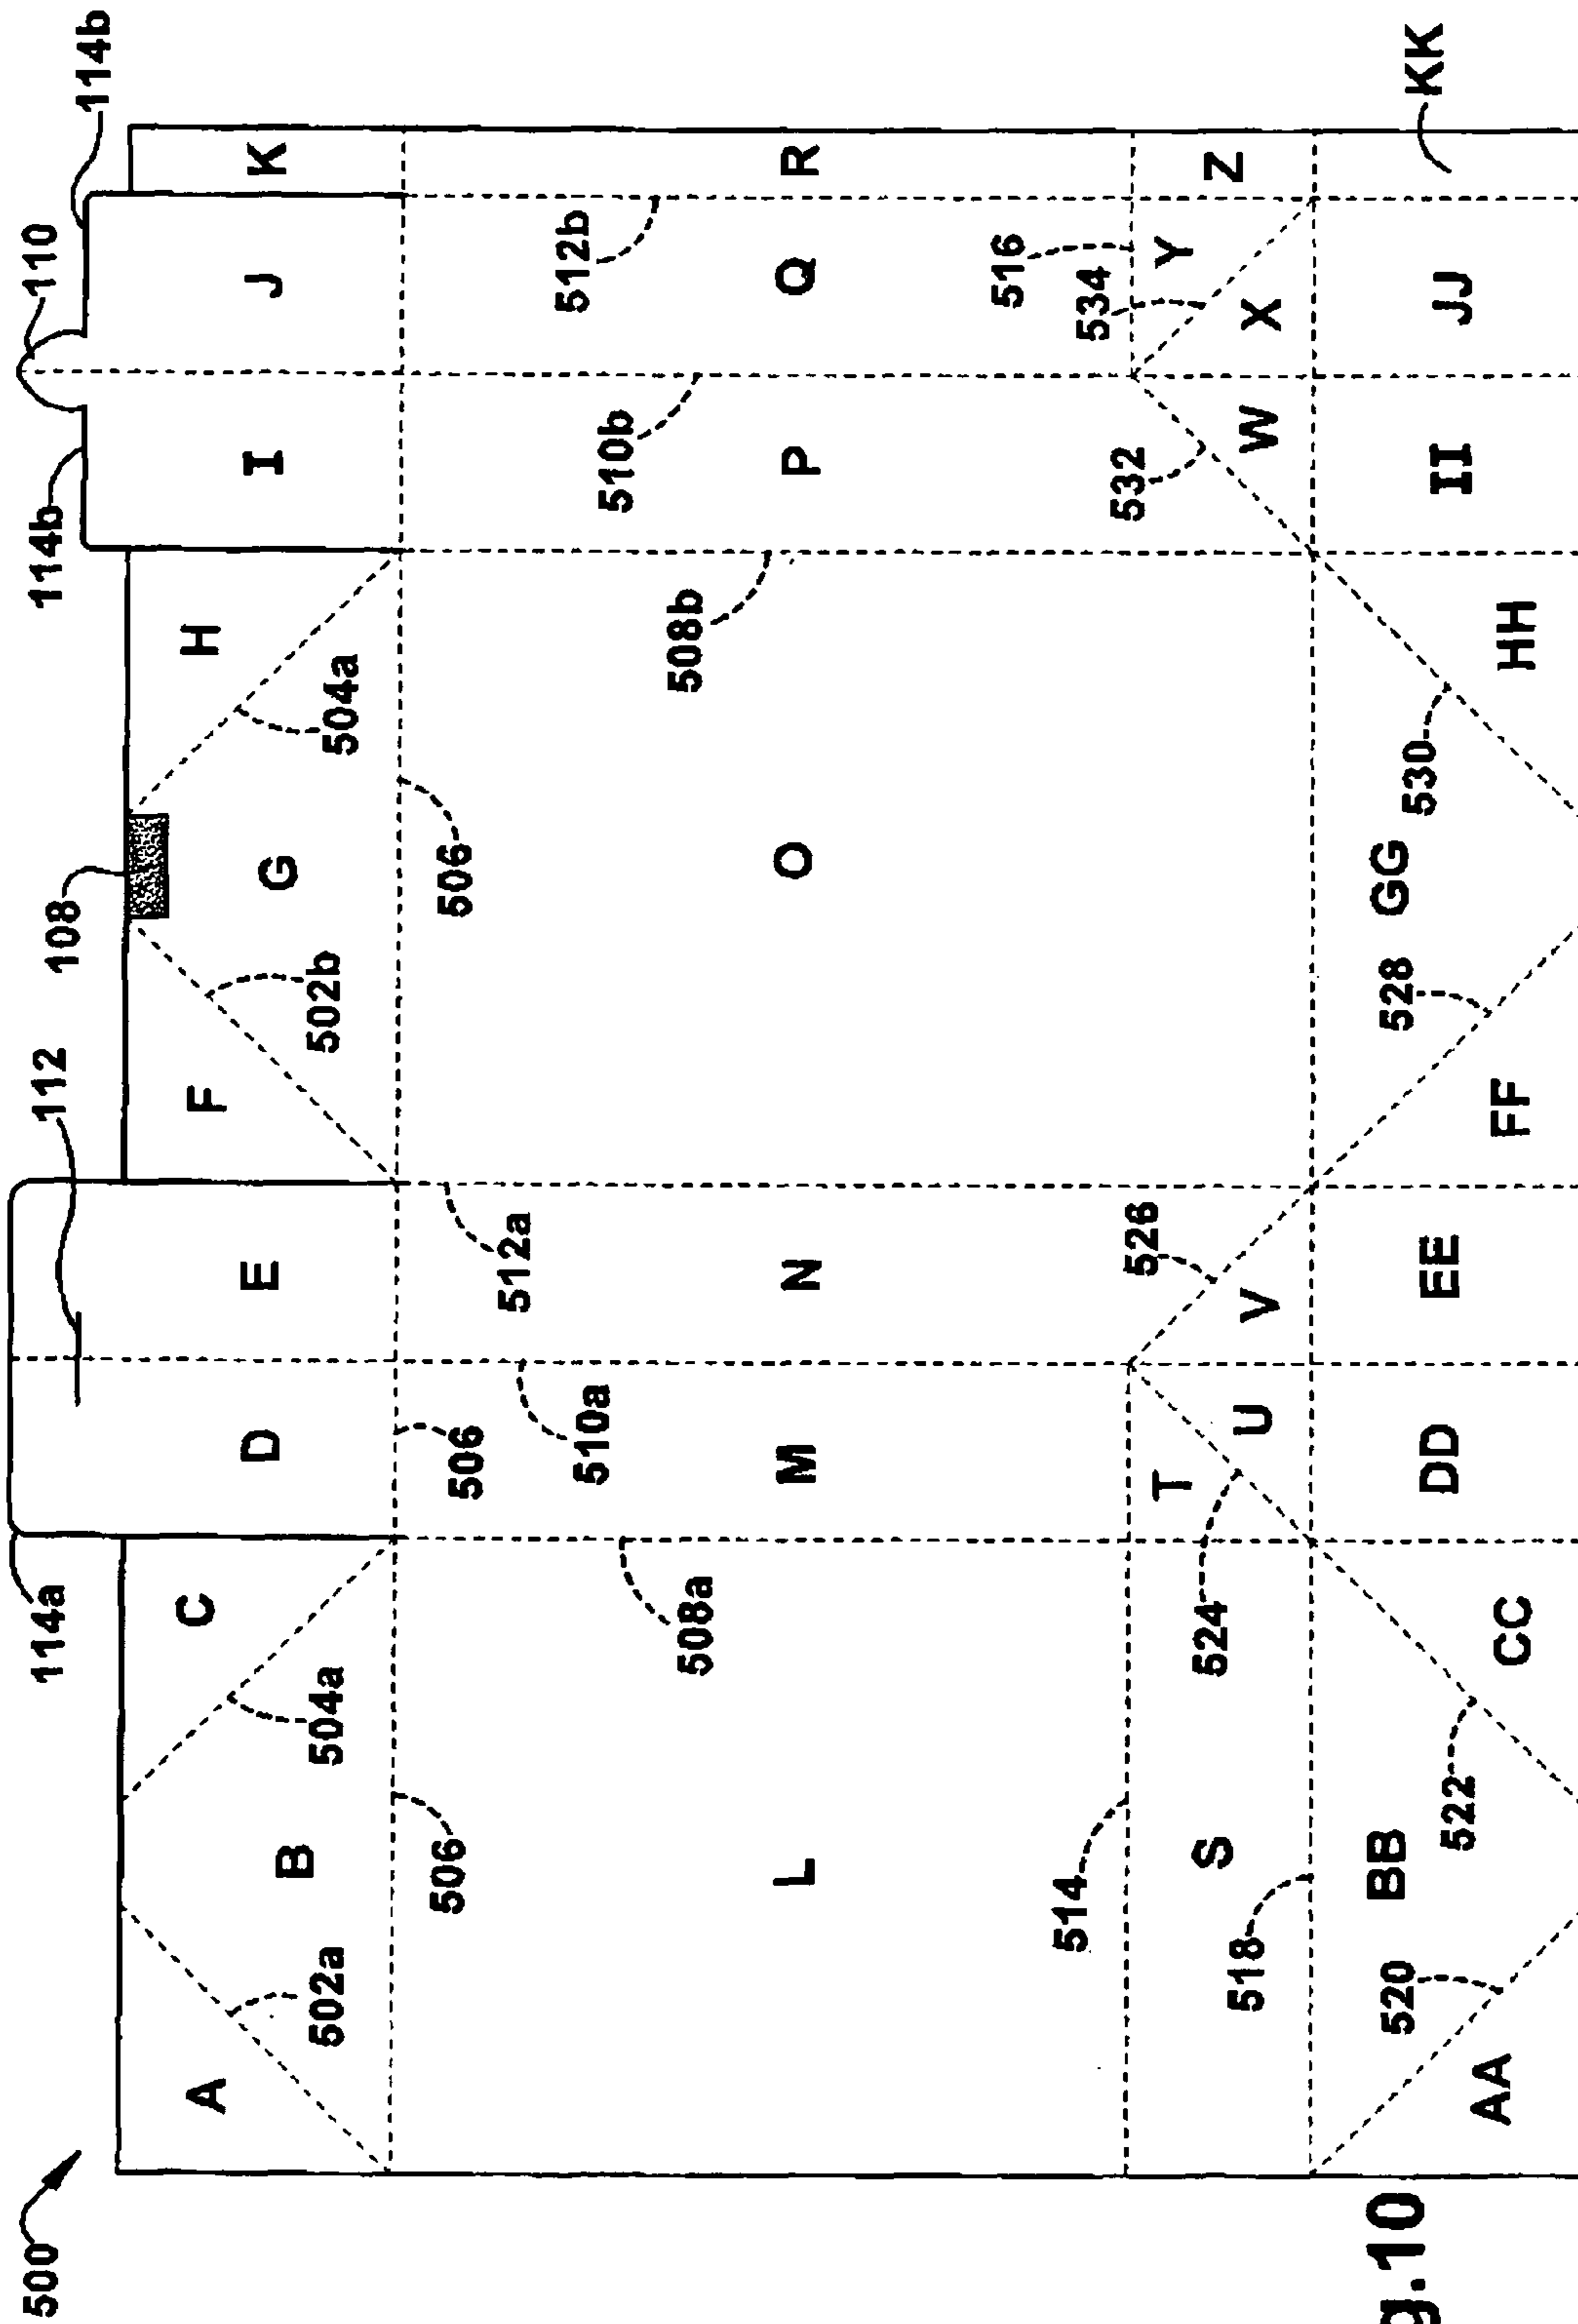 500
114a
112
108
114b
110
114b
A
C
F
H
B
D
E
G
I
J
K
502a
504a
502b
504a
506
506
506
512a
512b
510a
510b
508a
508b
L
M
N
O
P
Q
R
514
516
534
532
526
T
Y
S
524
U
V
W
X
Z
518
520
BB
528
GG
530
KK
522
DD
EE
II
JJ
AA
CC
FF
HH
g.10